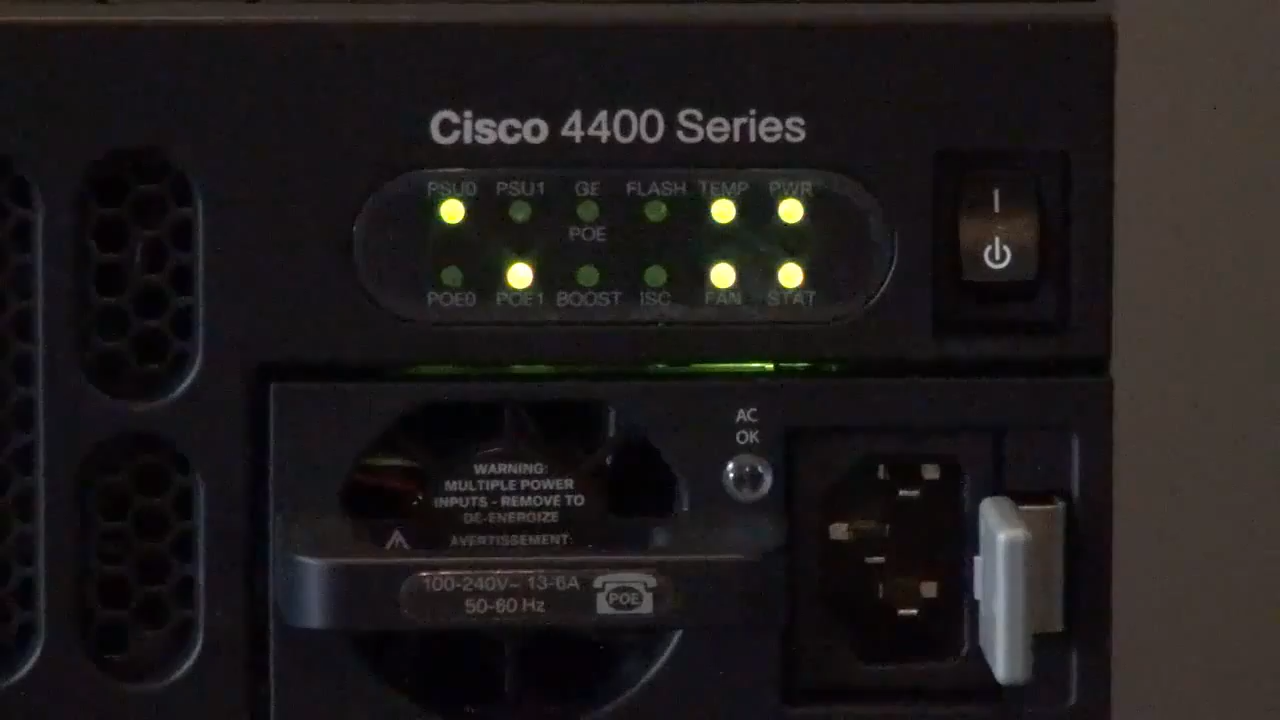 Cisco 4400 Series
PSU0 PSU1 GE FLASH TEMP PWR
POE
POE0 POE1 BOOST ISC FAN STAT
AC
OK
WARNING:
MULTIPLE POWER
INPUTS - REMOVE TO
DE-ENERGIZE
AVERTISSEMENT:
100-240V~ 13-6A
50-60 Hz
POE